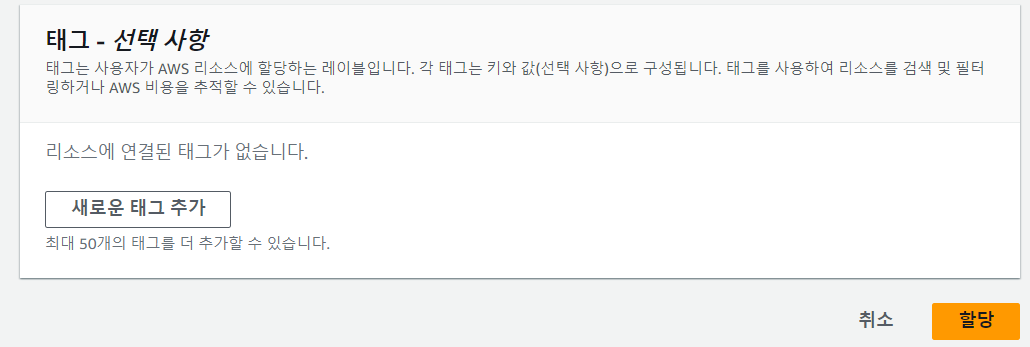 태그 - 선택 사항
태그는 사용자가 AWS 리소스에 할당하는 레이블입니다. 각 태그는 키와 값(선택 사항)으로 구성됩니다. 태그를 사용하여 리소스를 검색 및 필터
링하거나 AWS 비용을 추적할 수 있습니다.
리소스에 연결된 태그가 없습니다.
새로운 태그 추가
최대 50개의 태그를 더 추가할 수 있습니다.
취소 할당